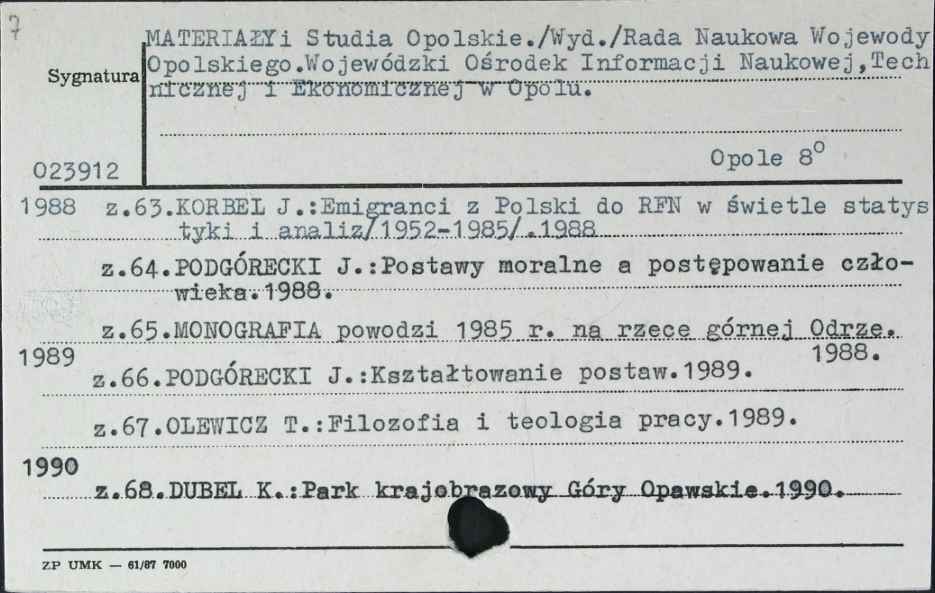 7
MATERIAŁY i Studia Opolskie./Wyd./Rada Naukowa Wojewody
Sygnatura Opolskiego.Wojewódzki Ośrodek Informacji Naukowej,Tech
nicznej i Ekonomicznej w Opolu.
Opole 8°
023912
1988 z.63.KORBEL J.:Emigranci z Polski do RFN w świetle statys
tyki i analiz/1952-1985/.1988
z.64.PODGÓRECKI J.:Postawy moralne a postępowanie czło-
wieka.1988.
z.65.MONOGRAFIA powodzi 1985 r. na rzece górnej Odrze.
1988.
1989
z.66.PODGÓRECKI J.:Kształtowanie postaw.1989.
z.67.OLEWICZ T.:Filozofia i teologia pracy.1989.
1990
z.68.DUBEL K.:Park krajobrazowy Góry Opawskie.1990.
ZP UMK — 61/87 7000